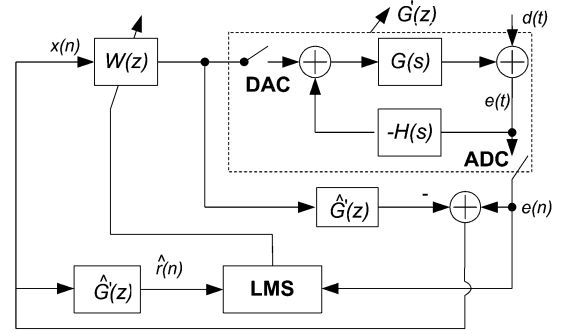 G'(z)
d(t)
x(n)
W(z)
DAC
G(s)
e(t)
-H(s)
ADC
Ĝ'(z)
-
e(n)
Ĝ'(z)
r̂(n)
LMS